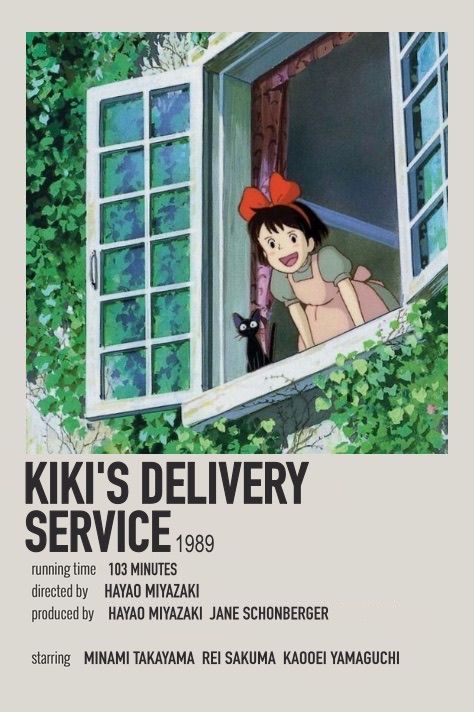 KIKI'S DELIVERY
SERVICE 1989
running time 103 MINUTES
directed by HAYAO MIYAZAKI
produced by HAYAO MIYAZAKI JANE SCHONBERGER
starring MINAMI TAKAYAMA REI SAKUMA KAOOEI YAMAGUCHI